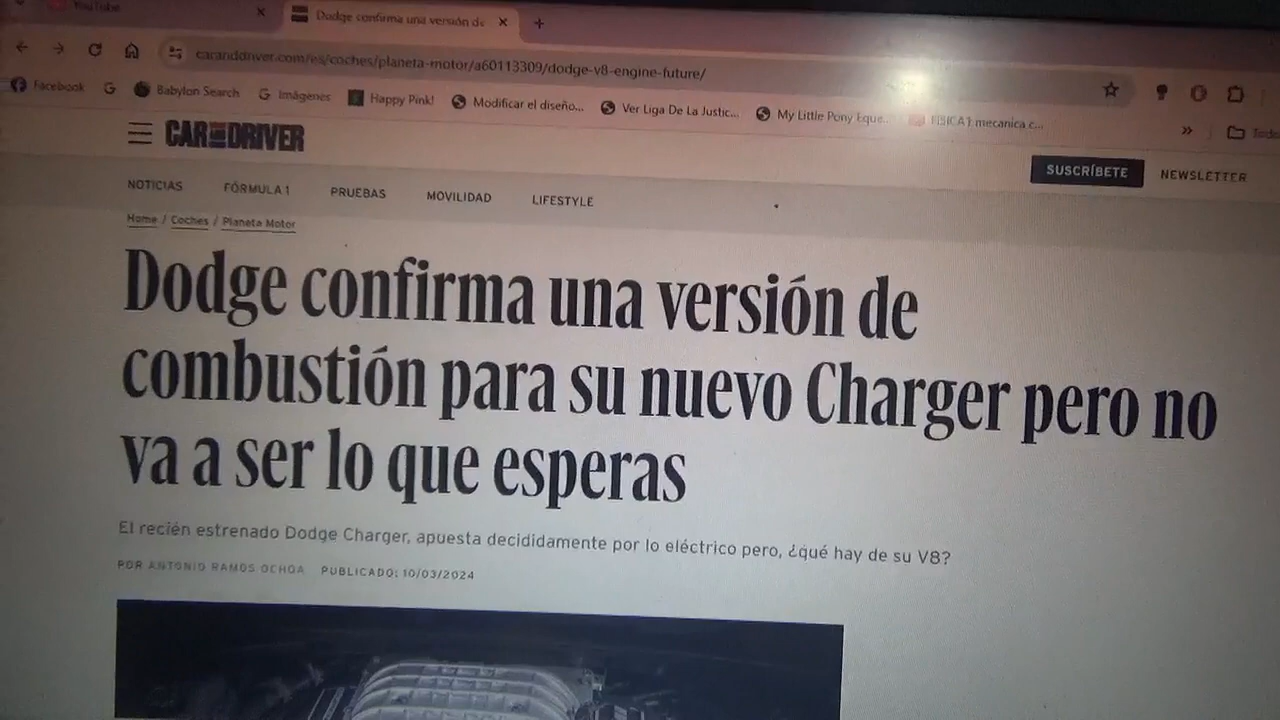 YouTube
Dodge confirma una versión de
caranddriver.com/es/coches/planeta-motor/a60113309/dodge-v8-engine-future/
Facebook
Babylon Search
Imágenes
Happy Pink!
Modificar el diseño...
Ver Liga De La Justic...
My Little Pony Eque...
FISICA I: mecanica c...
»
Todo
CAR AND DRIVER
SUSCRÍBETE
NEWSLETTER
NOTICIAS
FÓRMULA 1
PRUEBAS
MOVILIDAD
LIFESTYLE
Home / Coches / Planeta Motor
Dodge confirma una versión de
combustión para su nuevo Charger pero no
va a ser lo que esperas
El recién estrenado Dodge Charger, apuesta decididamente por lo eléctrico pero, ¿qué hay de su V8?
POR ANTONIO RAMOS OCHOA PUBLICADO: 10/03/2024